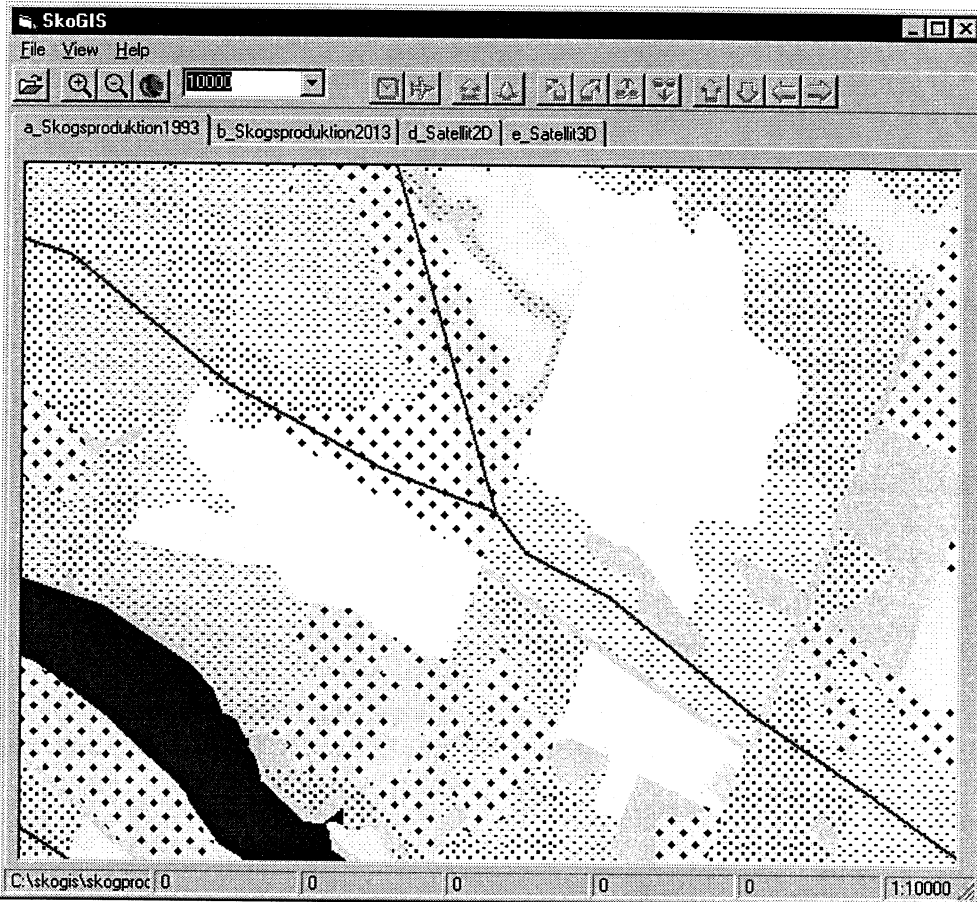 SkoGIS
File View Help
10000
a_Skogsproduktion1993 b_Skogsproduktion2013 d_Satellit2D e_Satellit3D
C:\skogis\skogproc 0 0 0 0 0 1:10000